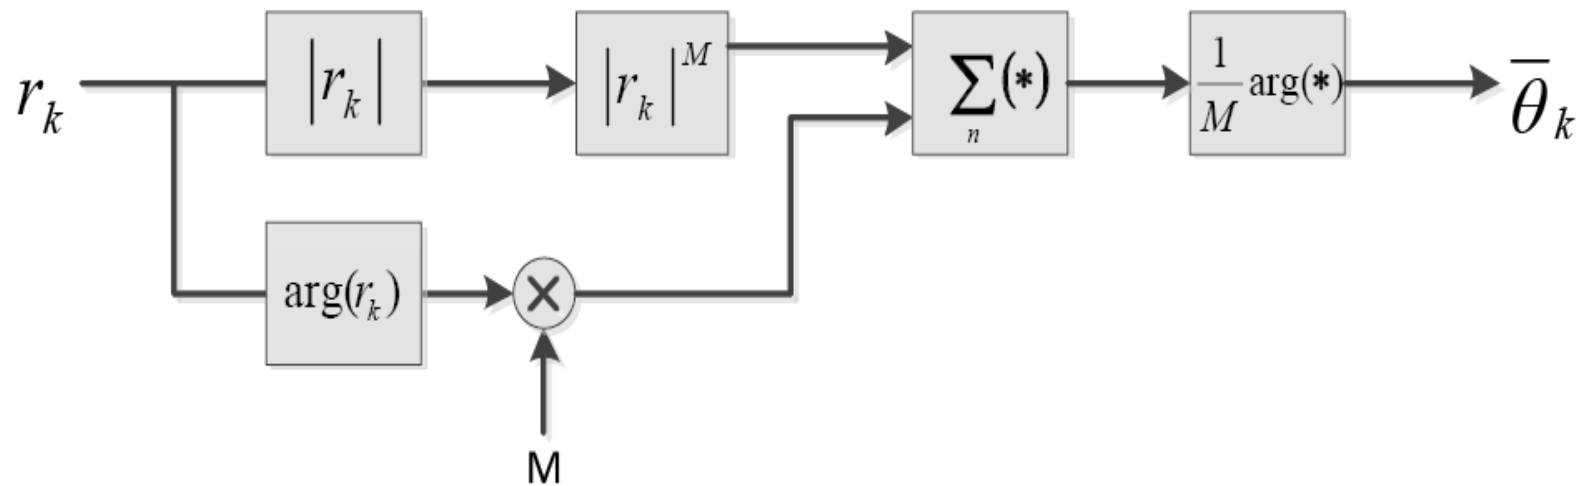 r_k
|r_k|
|r_k|^M
∑_n(*)
1/M arg(*)
θ̅_k
arg(r_k)
×
M